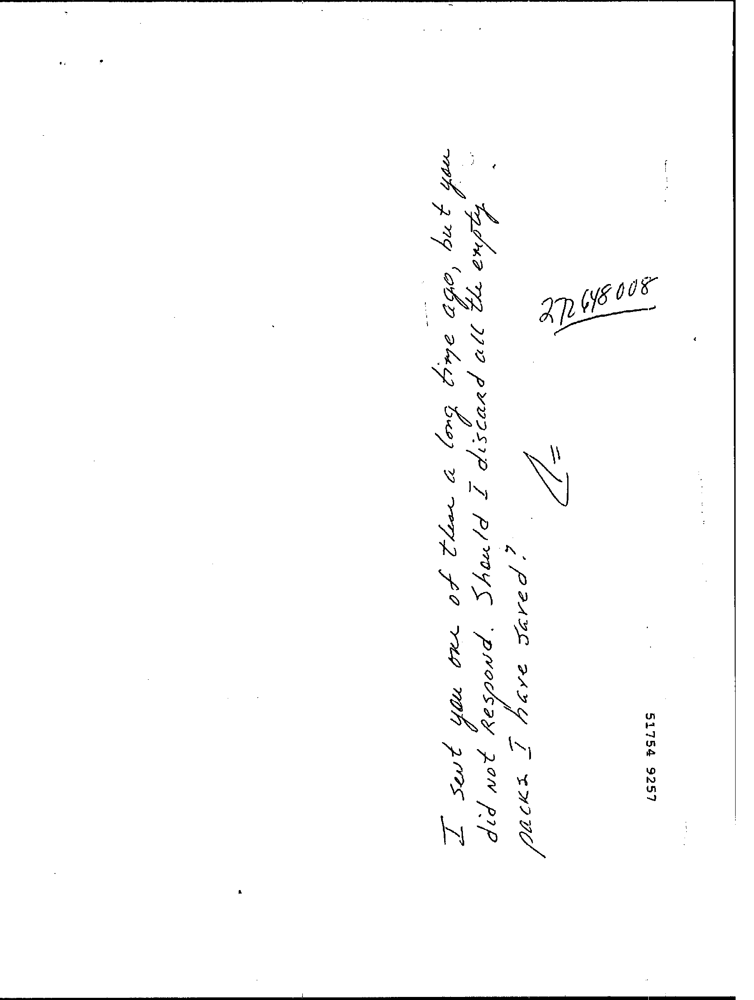 I sent you one of these a long time ago, but you
did not respond. Should I discard all the empty
packs I have saved?
272648008
51754 9257